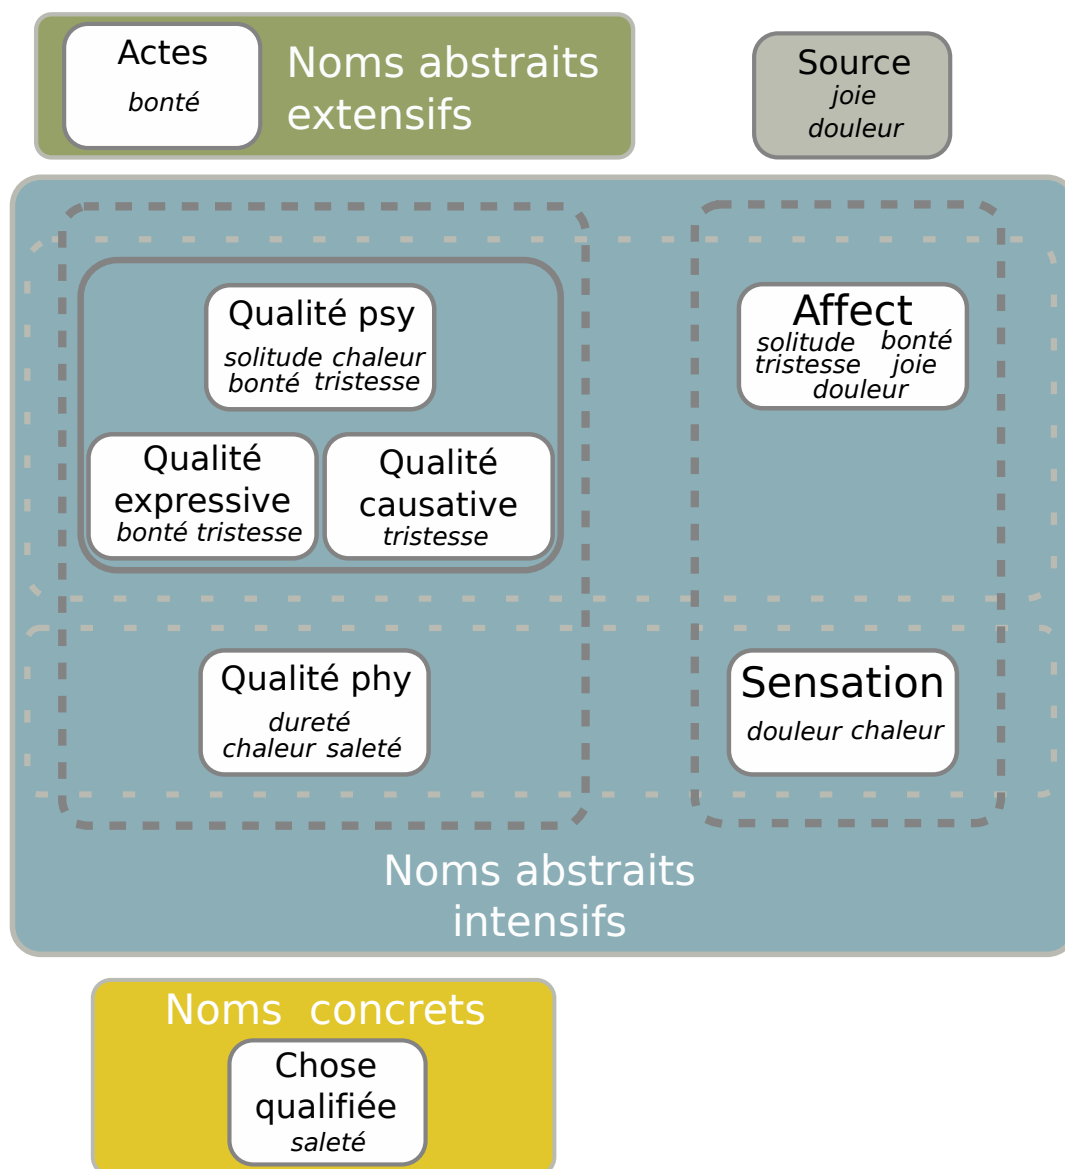 Actes
bonté
Noms abstraits
extensifs
Source
joie
douleur
Qualité psy
solitude chaleur
bonté tristesse
Affect
solitude bonté
tristesse joie
douleur
Qualité
expressive
bonté tristesse
Qualité
causative
tristesse
Qualité phy
dureté
chaleur saleté
Sensation
douleur chaleur
Noms abstraits
intensifs
Noms concrets
Chose
qualifiée
saleté